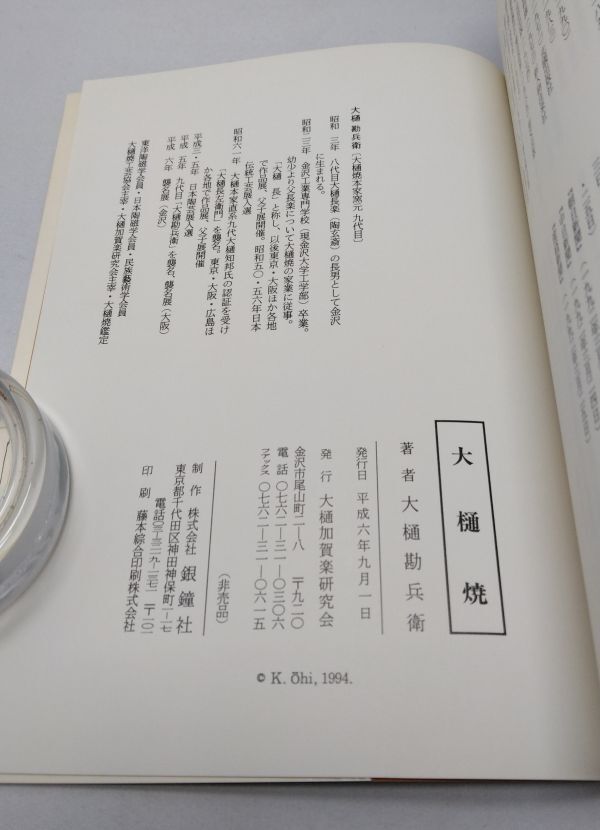 大樋 勘兵衛〔大樋焼本家窯元 九代目〕
昭和 三年 八代目大樋長楽（陶玄斎）の長男として金沢
に生まれる。
昭和二三年 金沢工業専門学校（現金沢大学工学部）卒業。
幼少より父長楽について大樋焼の家業に従事。
「大樋 長」と称し、以後東京・大阪ほか各地
で作品展、父子展開催。昭和五〇・五六年日本
伝統工芸展入選
昭和六一年 大樋本家直系九代大樋知邦氏の認証を受け
「大樋長左衛門」を襲名。東京・大阪・広島ほ
か各地で作品展、父子展開催
平成三・五年 日本陶芸展入選
平成 五年 九代目「大樋勘兵衛」を襲名、襲名展（大阪）
平成 六年 襲名展（金沢）
東洋陶磁学会員・日本陶磁学会員・民族藝術学会員
大樋焼工芸協会主宰・大樋加賀楽研究会主宰・大樋焼鑑定
大樋焼
著者 大樋勘兵衛
発行日 平成六年九月一日
発行 大樋加賀楽研究会
金沢市尾山町二―八 〒九二〇
電話 〇七六二―三一―〇三〇六
ファックス 〇七六二―三一―〇六一五
（非売品）
制作 株式会社 銀鐘社
東京都千代田区神田神保町一―一七
電話〇三―三二九一―三七二一 〒一〇一
印刷 藤本綜合印刷株式会社
© K. Ōhi, 1994.